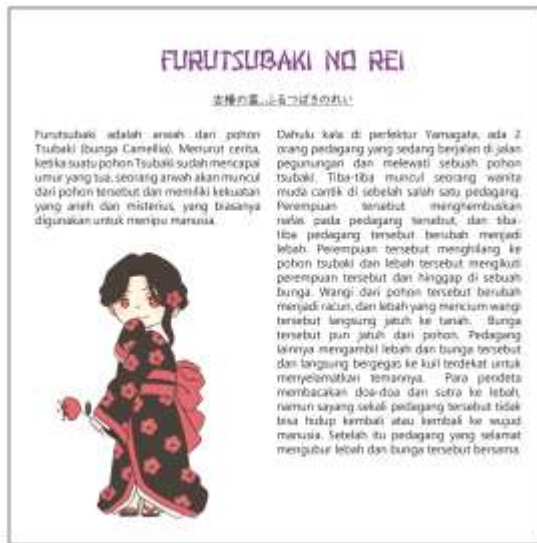 FURUTSUBAKI NO REI
古椿の霊、ふるつばきのれい
Furutsubaki adalah arwah dari pohon
Tsubaki (bunga Camellia). Menurut cerita,
ketika suatu pohon Tsubaki sudah mencapai
umur yang tua, seorang arwah akan muncul
dari pohon tersebut dan memiliki kekuatan
yang aneh dan misterius, yang biasanya
digunakan untuk menipu manusia.
Dahulu kala di perfektur Yamagata, ada 2
orang pedagang yang sedang berjalan di jalan
pegunungan dan melewati sebuah pohon
tsubaki. Tiba-tiba muncul seorang wanita
muda cantik di sebelah salah satu pedagang.
Perempuan tersebut menghembuskan
nafas pada pedagang tersebut, dan tiba-
tiba pedagang tersebut berubah menjadi
lebah. Perempuan tersebut menghilang ke
pohon tsubaki dan lebah tersebut mengikuti
perempuan tersebut dan hinggap di sebuah
bunga. Wangi dari pohon tersebut berubah
menjadi racun, dan lebah yang mencium wangi
tersebut langsung jatuh ke tanah. Bunga
tersebut pun jatuh dari pohon. Pedagang
lainnya mengambil lebah dan bunga tersebut
dan langsung bergegas ke kuil terdekat untuk
menyelamatkan temannya. Para pendeta
membacakan doa-doa dan sutra ke lebah,
namun sayang sekali pedagang tersebut tidak
bisa hidup kembali atau kembali ke wujud
manusia. Setelah itu pedagang yang selamat
mengubur lebah dan bunga tersebut bersama.